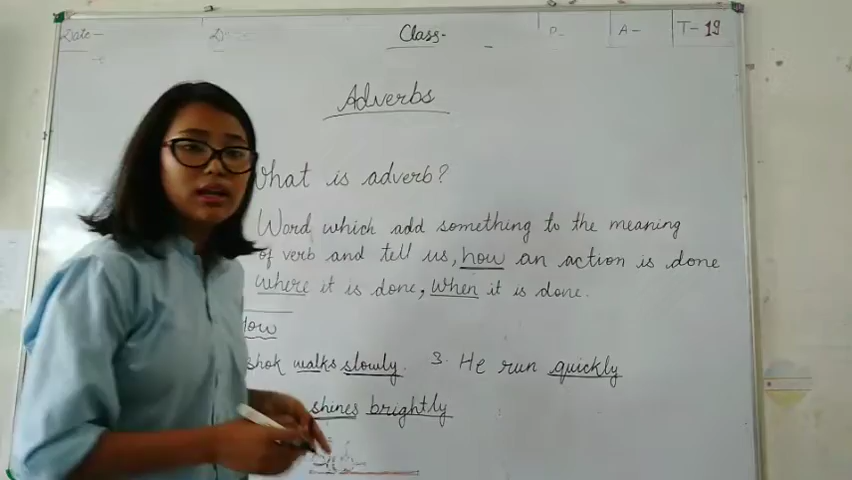 Date- Class- P- A- T-19
Adverbs
What is adverb?
Word which add something to the meaning
of verb and tell us, how an action is done
where it is done, when it is done.
How
shok walks slowly. 3. He run quickly
shines brightly